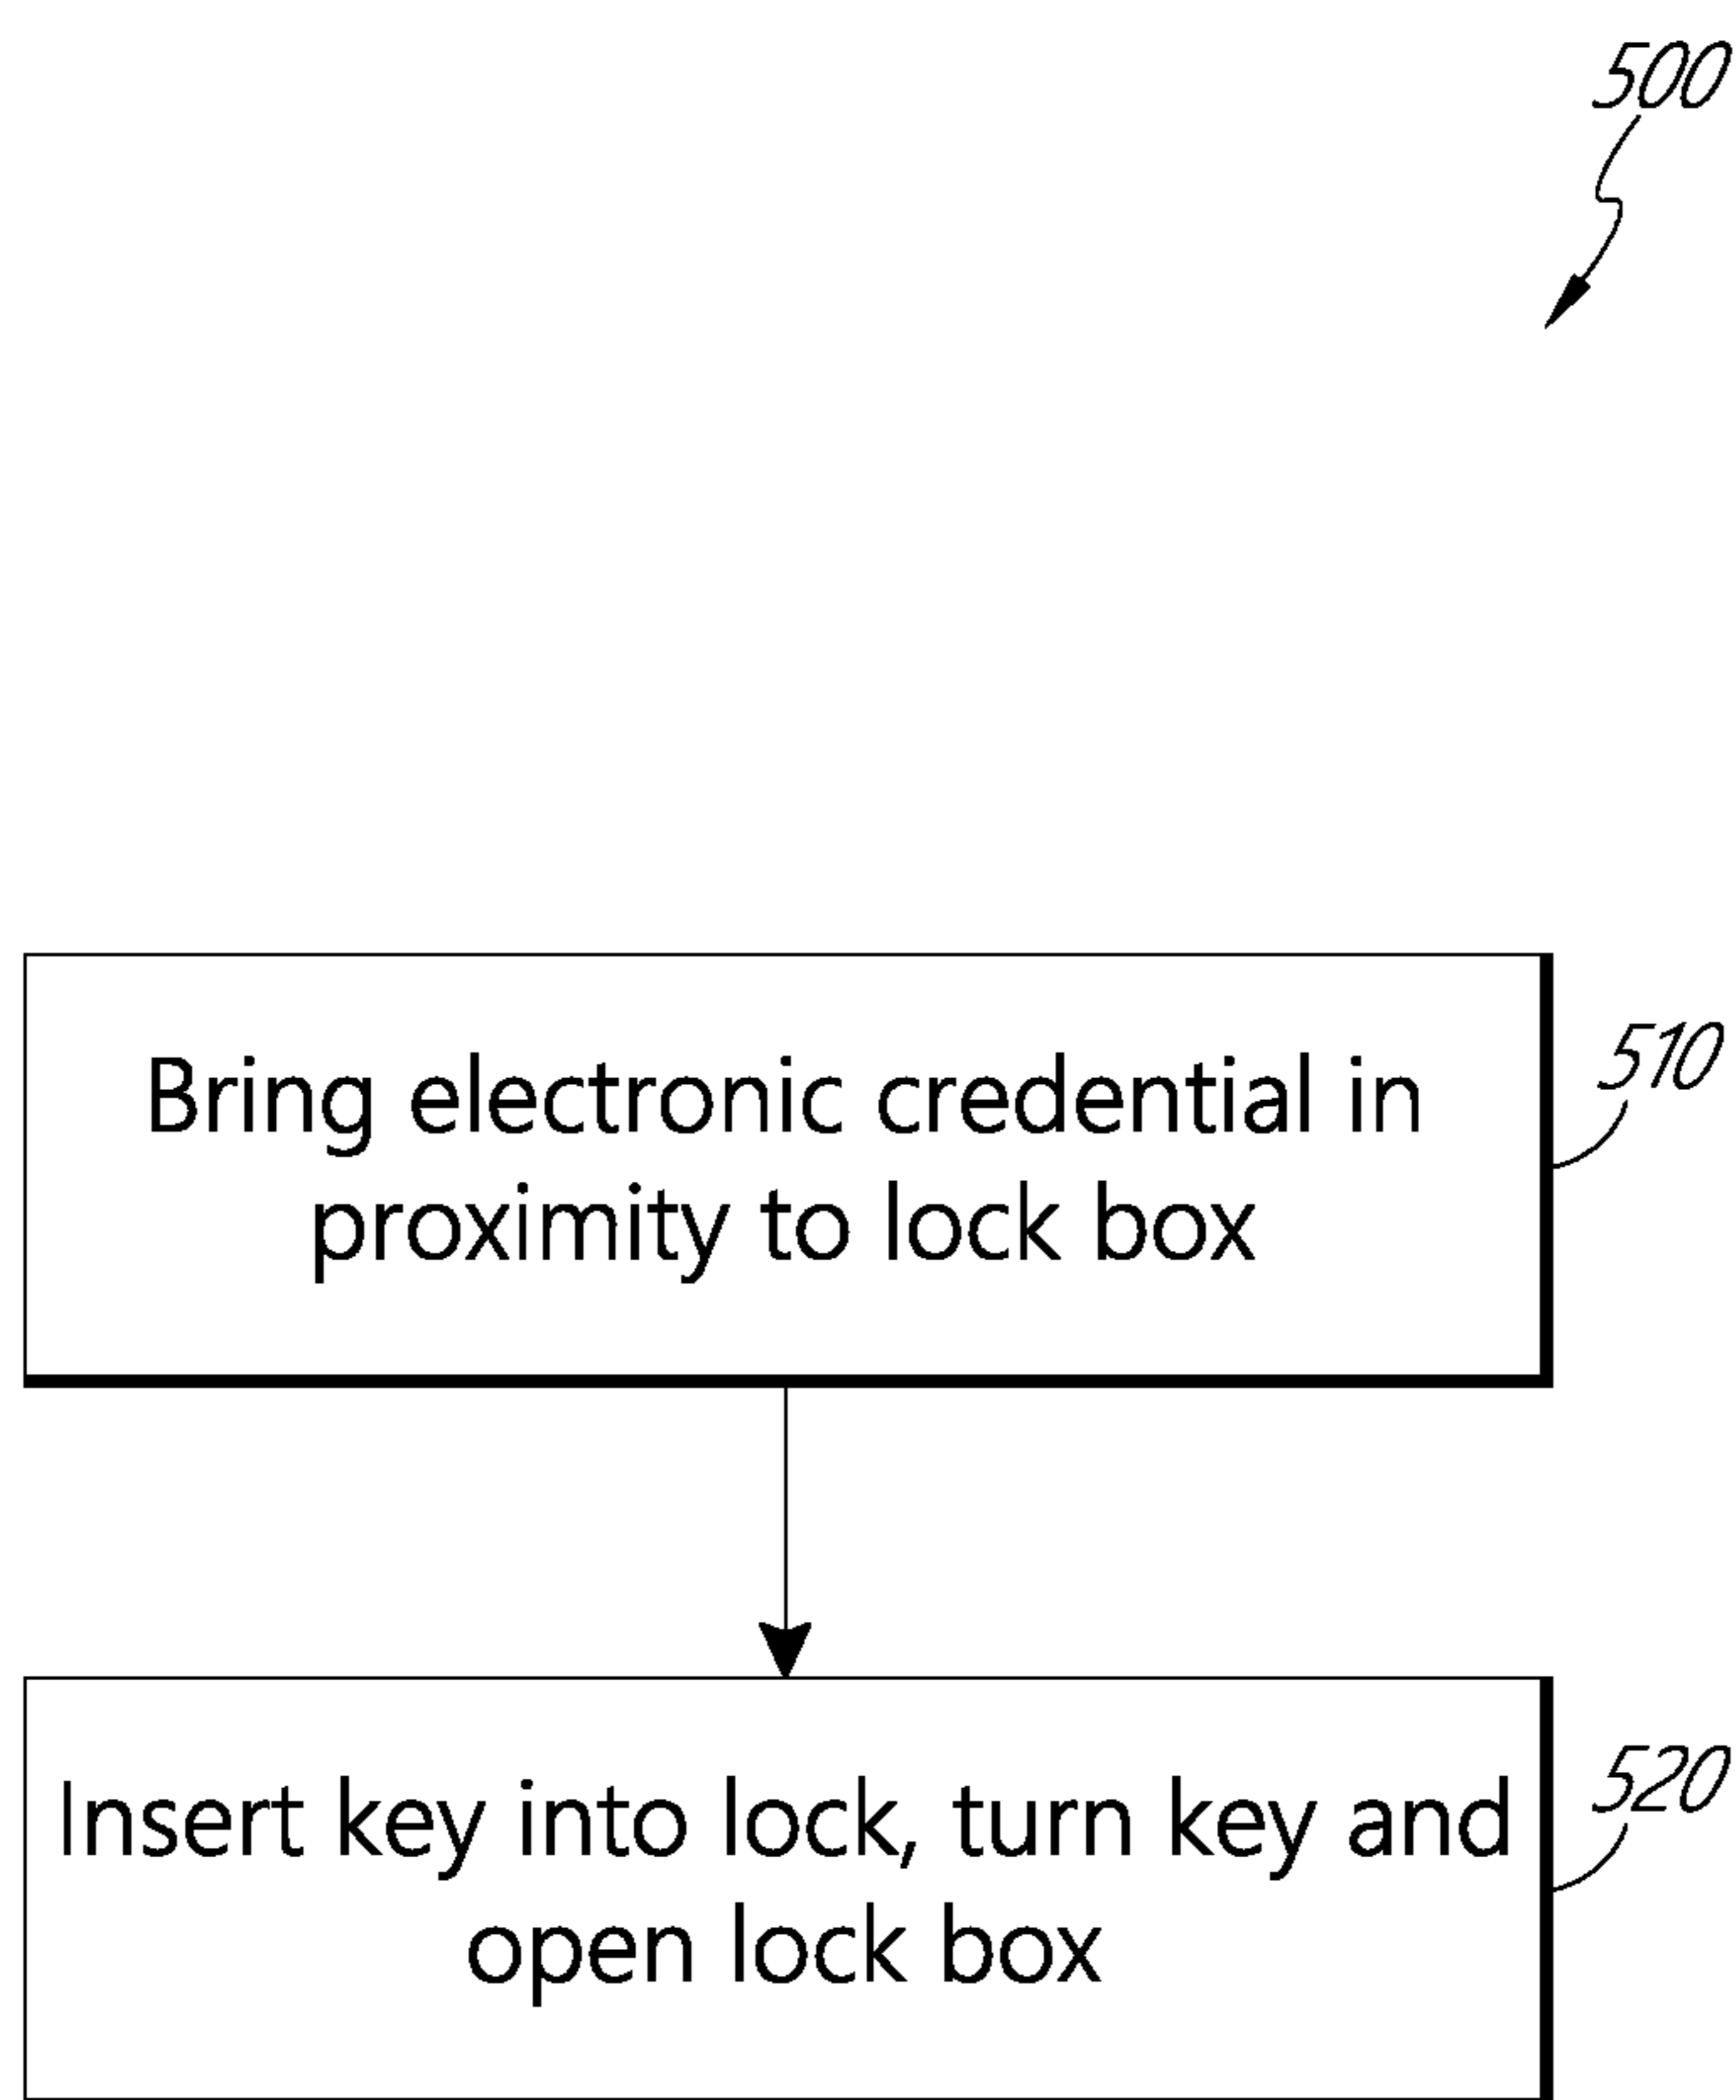 500
Bring electronic credential in
proximity to lock box
510
Insert key into lock, turn key and
open lock box
520